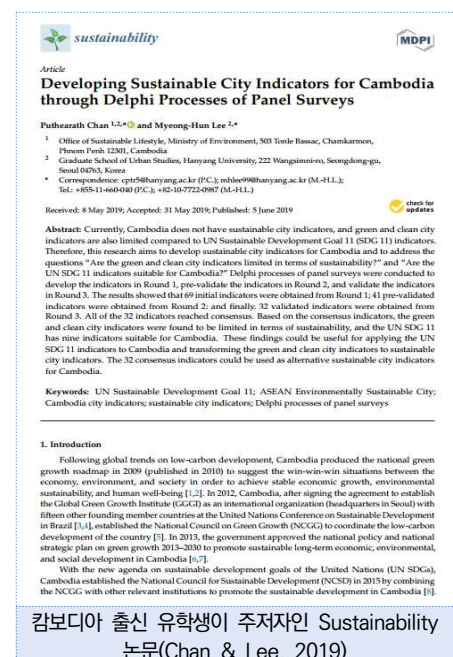 sustainability
MDPI
Article
Developing Sustainable City Indicators for Cambodia
through Delphi Processes of Panel Surveys
Puthearath Chan 1,2,* and Myeong-Hun Lee 2,*
1 Office of Sustainable Lifestyle, Ministry of Environment, 503 Tonle Bassac, Chamkarmon,
Phnom Penh 12301, Cambodia
2 Graduate School of Urban Studies, Hanyang University, 222 Wangsimni-ro, Seongdong-gu,
Seoul 04763, Korea
* Correspondence: cptr5@hanyang.ac.kr (P.C.); mhlee99@hanyang.ac.kr (M.-H.L.);
Tel.: +855-11-660-040 (P.C.); +82-10-7722-0987 (M.-H.L.)
Received: 8 May 2019; Accepted: 31 May 2019; Published: 5 June 2019
check for
updates
Abstract: Currently, Cambodia does not have sustainable city indicators, and green and clean city
indicators are also limited compared to UN Sustainable Development Goal 11 (SDG 11) indicators.
Therefore, this research aims to develop sustainable city indicators for Cambodia and to address the
questions “Are the green and clean city indicators limited in terms of sustainability?” and “Are the
UN SDG 11 indicators suitable for Cambodia?” Delphi processes of panel surveys were conducted to
develop the indicators in Round 1, pre-validate the indicators in Round 2, and validate the indicators
in Round 3. The results showed that 69 initial indicators were obtained from Round 1; 41 pre-validated
indicators were obtained from Round 2; and finally, 32 validated indicators were obtained from
Round 3. All of the 32 indicators reached consensus. Based on the consensus indicators, the green
and clean city indicators were found to be limited in terms of sustainability, and the UN SDG 11
has nine indicators suitable for Cambodia. These findings could be useful for applying the UN
SDG 11 indicators to Cambodia and transforming the green and clean city indicators to sustainable
city indicators. The 32 consensus indicators could be used as alternative sustainable city indicators
for Cambodia.
Keywords: UN Sustainable Development Goal 11; ASEAN Environmentally Sustainable City;
Cambodia city indicators; sustainable city indicators; Delphi processes of panel surveys
1. Introduction
Following global trends on low-carbon development, Cambodia produced the national green
growth roadmap in 2009 (published in 2010) to suggest the win-win-win situations between the
economy, environment, and society in order to achieve stable economic growth, environmental
sustainability, and human well-being [1,2]. In 2012, Cambodia, after signing the agreement to establish
the Global Green Growth Institute (GGGI) as an international organization (headquarters in Seoul) with
fifteen other founding member countries at the United Nations Conference on Sustainable Development
in Brazil [3,4], established the National Council on Green Growth (NCGG) to coordinate the low-carbon
development of the country [5]. In 2013, the government approved the national policy and national
strategic plan on green growth 2013–2030 to promote sustainable long-term economic, environmental,
and social development in Cambodia [6,7].
With the new agenda on sustainable development goals of the United Nations (UN SDGs),
Cambodia established the National Council for Sustainable Development (NCSD) in 2015 by combining
the NCGG with other relevant institutions to promote the sustainable development in Cambodia [8].
캄보디아 출신 유학생이 주저자인 Sustainability
논문(Chan & Lee, 2019)